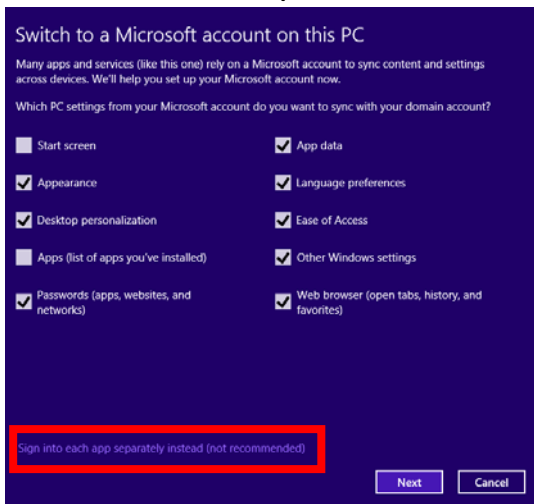 Switch to a Microsoft account on this PC
Many apps and services (like this one) rely on a Microsoft account to sync content and settings
across devices. We'll help you set up your Microsoft account now.
Which PC settings from your Microsoft account do you want to sync with your domain account?
Start screen
App data
Appearance
Language preferences
Desktop personalization
Ease of Access
Apps (list of apps you've installed)
Other Windows settings
Passwords (apps, websites, and
networks)
Web browser (open tabs, history, and
favorites)
Sign into each app separately instead (not recommended)
Next
Cancel